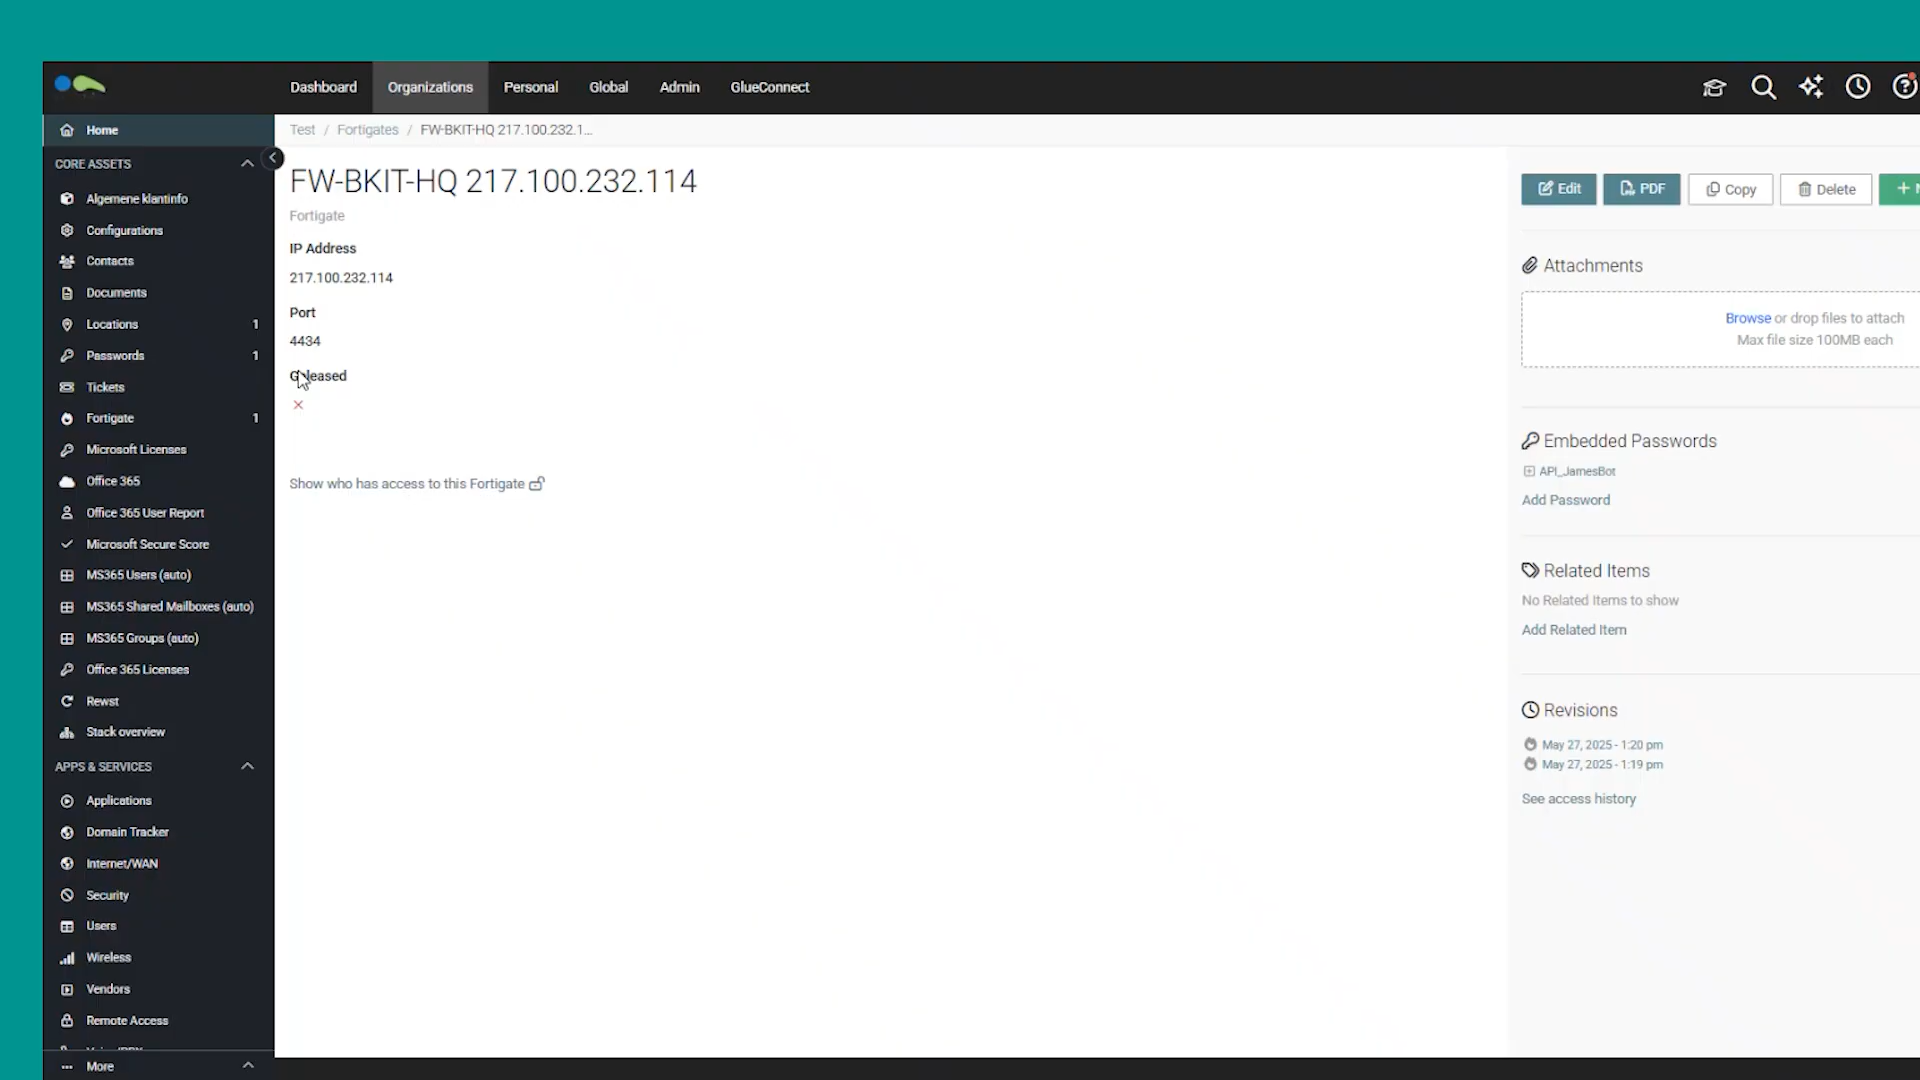 Dashboard
Organizations
Personal
Global
Admin
GlueConnect
Home
CORE ASSETS
Algemene klantinfo
Configurations
Contacts
Documents
Locations 1
Passwords 1
Tickets
Fortigate 1
Microsoft Licenses
Office 365
Office 365 User Report
Microsoft Secure Score
MS365 Users (auto)
MS365 Shared Mailboxes (auto)
MS365 Groups (auto)
Office 365 Licenses
Rewst
Stack overview
APPS & SERVICES
Applications
Domain Tracker
Internet/WAN
Security
Users
Wireless
Vendors
Remote Access
More
Test / Fortigates / FW-BKIT-HQ 217.100.232.1...
FW-BKIT-HQ 217.100.232.114
Fortigate
IP Address
217.100.232.114
Port
4434
Show who has access to this Fortigate
Edit
PDF
Copy
Delete
Attachments
Browse or drop files to attach
Max file size 100MB each
Embedded Passwords
API_JamesBot
Add Password
Related Items
No Related Items to show
Add Related Item
Revisions
May 27, 2025 - 1:20 pm
May 27, 2025 - 1:19 pm
See access history